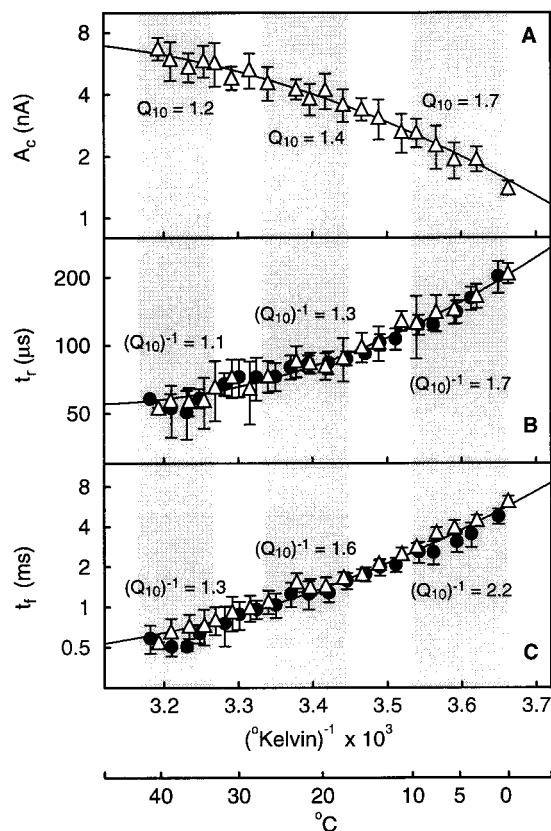 A
8
4
2
1
A_c (nA)
Q_10 = 1.2
Q_10 = 1.4
Q_10 = 1.7
200
100
50
t_r (μs)
(Q_10)^-1 = 1.1
(Q_10)^-1 = 1.3
(Q_10)^-1 = 1.7
B
8
4
2
1
0.5
t_f (ms)
(Q_10)^-1 = 1.3
(Q_10)^-1 = 1.6
(Q_10)^-1 = 2.2
C
3.2 3.3 3.4 3.5 3.6 3.7
(°Kelvin)^-1 x 10^3
40 30 20 10 5 0
°C